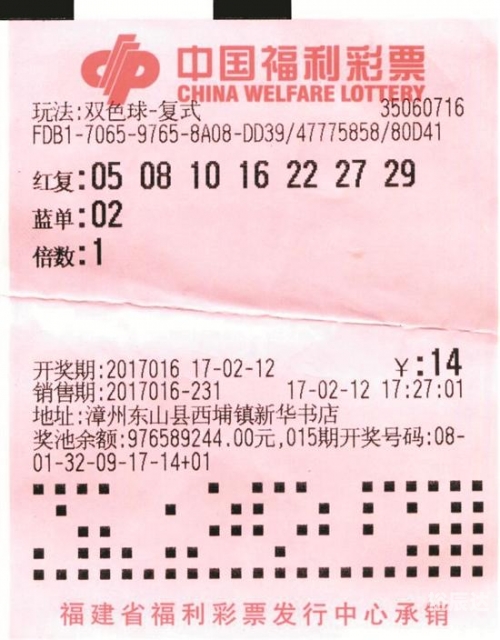 中国福利彩票
CHINA WELFARE LOTTERY
玩法:双色球-复式 35060716
FDB1-7065-9765-8A08-DD39/47775858/80D41
红复:05 08 10 16 22 27 29
蓝单:02
倍数:1
开奖期:2017016 17-02-12 ￥:14
销售期:2017016-231 17-02-12 17:27:01
地址:漳州东山县西埔镇新华书店
奖池余额:976589244.00元,015期开奖号码:08-
01-32-09-17-14+01
福建省福利彩票发行中心承销